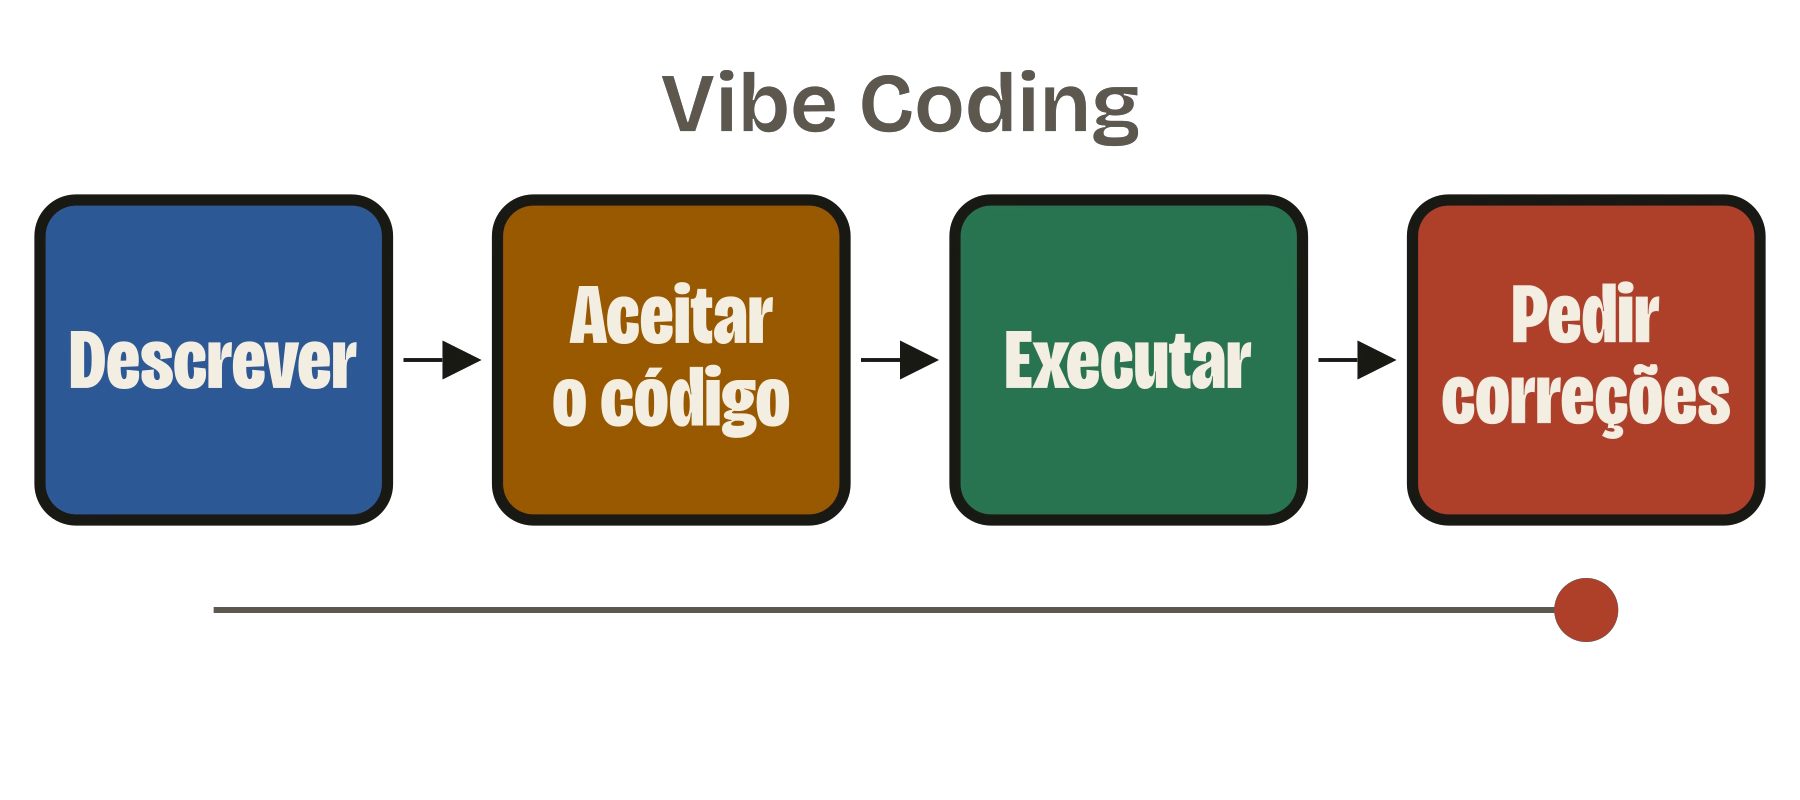 Vibe Coding
Descrever
Aceitar
o código
Executar
Pedir
correções